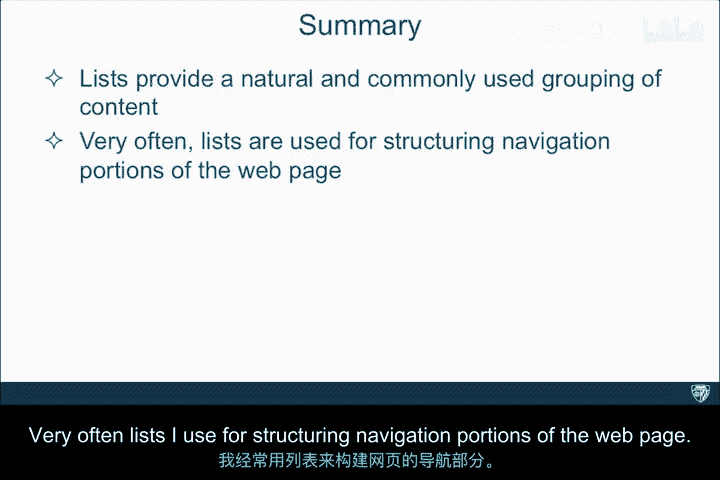 Summary
Lists provide a natural and commonly used grouping of
content
Very often, lists are used for structuring navigation
portions of the web page
Very often lists I use for structuring navigation portions of the web page.
我经常用列表来构建网页的导航部分。